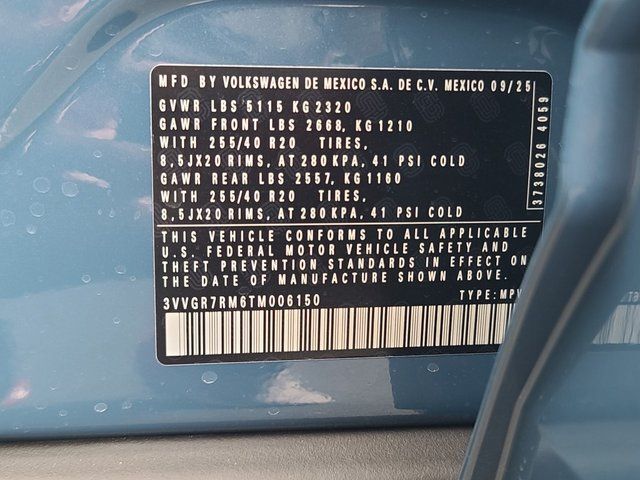 MFD BY VOLKSWAGEN DE MEXICO S.A. DE C.V. MEXICO 09/25
GVWR LBS 5115 KG 2320
GAWR FRONT LBS 2668, KG 1210
WITH 255/40 R20 TIRES,
8,5JX20 RIMS, AT 280 KPA, 41 PSI COLD
GAWR REAR LBS 2557, KG 1160
WITH 255/40 R20 TIRES,
8,5JX20 RIMS, AT 280 KPA, 41 PSI COLD
3738026 4059
THIS VEHICLE CONFORMS TO ALL APPLICABLE
U.S. FEDERAL MOTOR VEHICLE SAFETY AND
THEFT PREVENTION STANDARDS IN EFFECT ON
THE DATE OF MANUFACTURE SHOWN ABOVE.
3VVGR7RM6TM006150 TYPE: MPV